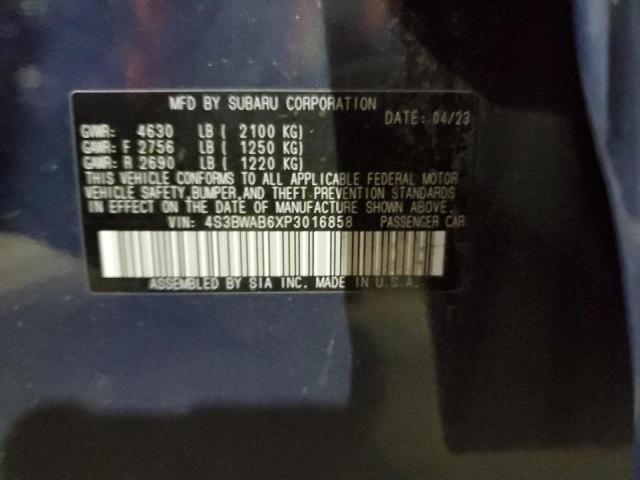 MFD BY SUBARU CORPORATION
DATE: 04/23
GVWR: 4630 LB ( 2100 KG)
GAWR: F 2756 LB ( 1250 KG)
GAWR: R 2690 LB ( 1220 KG)
THIS VEHICLE CONFORMS TO ALL APPLICABLE FEDERAL MOTOR
VEHICLE SAFETY, BUMPER, AND THEFT PREVENTION STANDARDS
IN EFFECT ON THE DATE OF MANUFACTURE SHOWN ABOVE.
VIN: 4S3BWAB6XP3016858 PASSENGER CAR
ASSEMBLED BY SIA INC. MADE IN U.S.A.